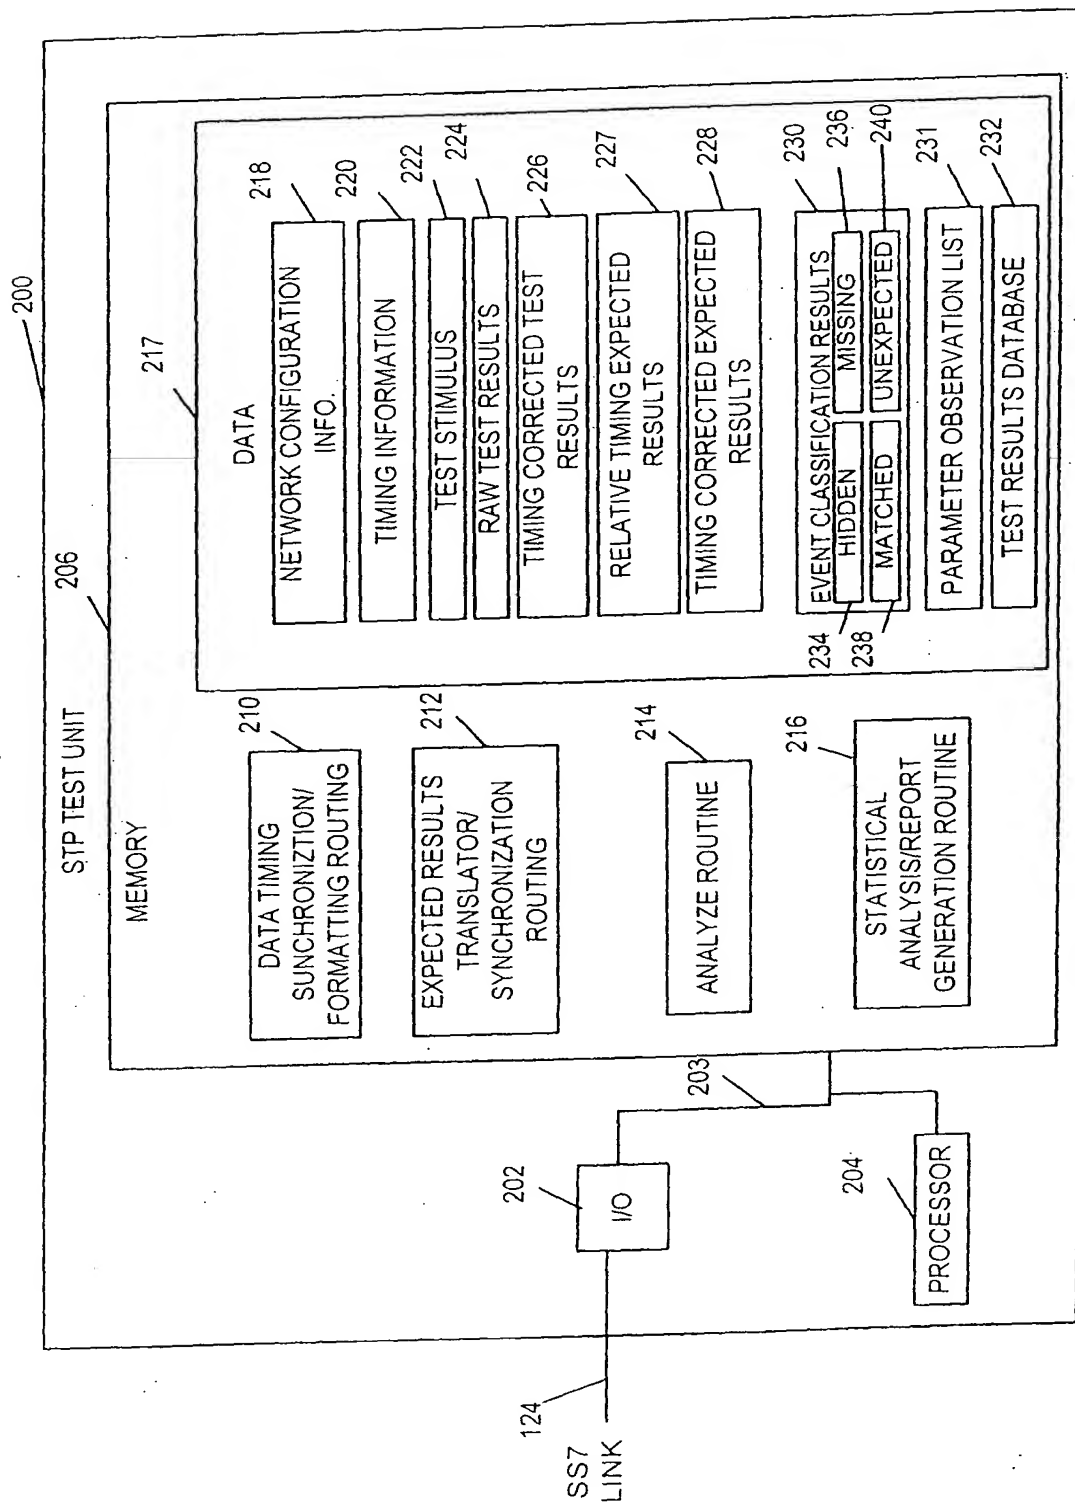 200
STP TEST UNIT
206
MEMORY
217
DATA
210
DATA TIMING
SUNCHRONIZTION/
FORMATTING ROUTING
212
EXPECTED RESULTS
TRANSLATOR/
SYNCHRONIZATION
ROUTING
214
ANALYZE ROUTINE
216
STATISTICAL
ANALYSIS/REPORT
GENERATION ROUTINE
218
NETWORK CONFIGURATION
INFO.
220
TIMING INFORMATION
222
TEST STIMULUS
224
RAW TEST RESULTS
226
TIMING CORRECTED TEST
RESULTS
227
RELATIVE TIMING EXPECTED
RESULTS
228
TIMING CORRECTED EXPECTED
RESULTS
230
EVENT CLASSIFICATION RESULTS
234
HIDDEN
MISSING
236
238
MATCHED
UNEXPECTED
240
231
PARAMETER OBSERVATION LIST
232
TEST RESULTS DATABASE
203
202
I/O
204
PROCESSOR
124
SS7
LINK